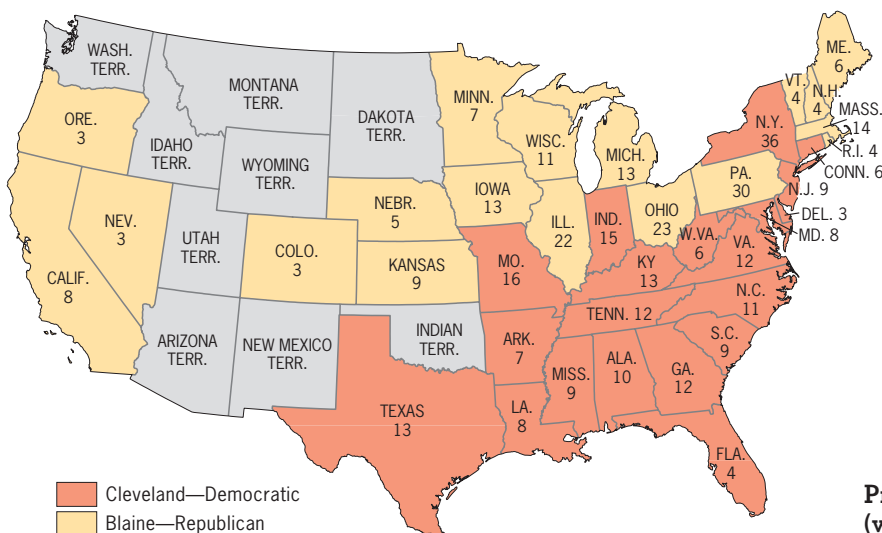 WASH.
TERR.
MONTANA
TERR.
DAKOTA
TERR.
MINN.
7
ME.
6
VT.
4
N.H.
4
MASS.
14
ORE.
3
IDAHO
TERR.
WYOMING
TERR.
WISC.
11
MICH.
13
N.Y.
36
R.I. 4
CONN. 6
NEV.
3
UTAH
TERR.
COLO.
3
NEBR.
5
IOWA
13
ILL.
22
IND.
15
OHIO
23
PA.
30
N.J. 9
DEL. 3
MD. 8
CALIF.
8
KANSAS
9
MO.
16
KY
13
W.VA.
6
VA.
12
ARIZONA
TERR.
NEW MEXICO
TERR.
INDIAN
TERR.
ARK.
7
TENN. 12
N.C.
11
S.C.
9
TEXAS
13
LA.
8
MISS.
9
ALA.
10
GA.
12
FLA.
4
Cleveland—Democratic
Blaine—Republican
(v